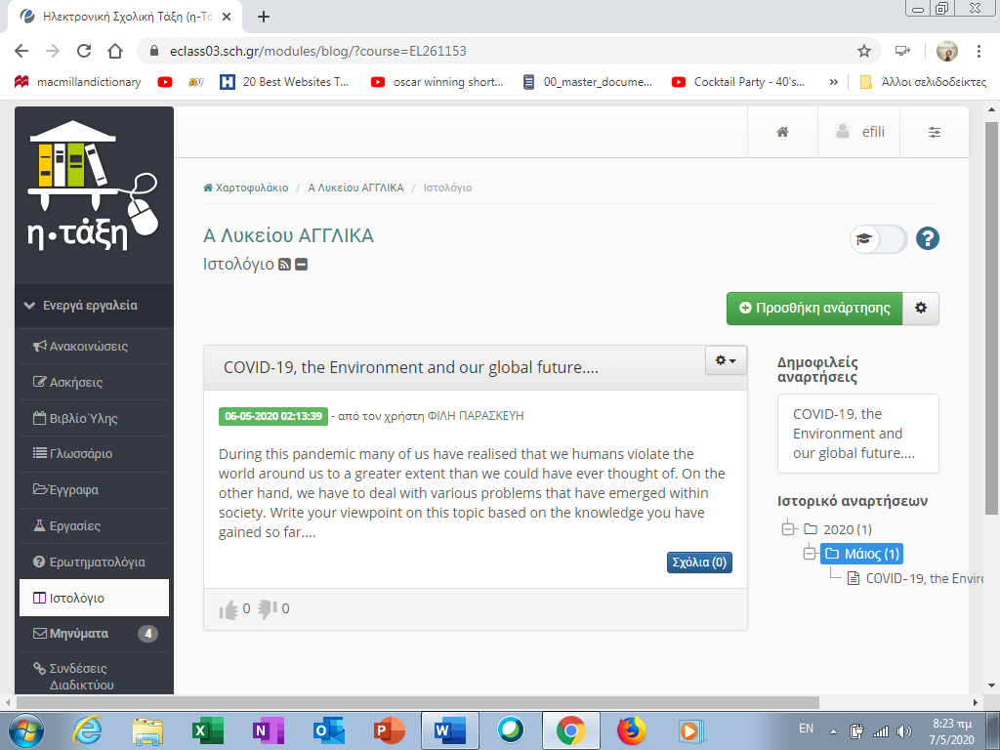 Ηλεκτρονική Σχολική Τάξη (η-Τά
eclass03.sch.gr/modules/blog/?course=EL261153
macmillandictionary
20 Best Websites T...
oscar winning short...
00_master_docume...
Cocktail Party - 40's...
»
Άλλοι σελιδοδείκτες
η·τάξη
efili
Χαρτοφυλάκιο / Α Λυκείου ΑΓΓΛΙΚΑ / Ιστολόγιο
Α Λυκείου ΑΓΓΛΙΚΑ
Ιστολόγιο
Προσθήκη ανάρτησης
Ενεργά εργαλεία
Ανακοινώσεις
Ασκήσεις
Βιβλίο Ύλης
Γλωσσάριο
Έγγραφα
Εργασίες
Ερωτηματολόγια
Ιστολόγιο
Μηνύματα 4
Συνδέσεις
Διαδικτύου
COVID-19, the Environment and our global future....
06-05-2020 02:13:39 - από τον χρήστη ΦΙΛΗ ΠΑΡΑΣΚΕΥΗ
During this pandemic many of us have realised that we humans violate the
world around us to a greater extent than we could have ever thought of. On the
other hand, we have to deal with various problems that have emerged within
society. Write your viewpoint on this topic based on the knowledge you have
gained so far....
Σχόλια (0)
0 0
Δημοφιλείς
αναρτήσεις
COVID-19, the
Environment and
our global future....
Ιστορικό αναρτήσεων
2020 (1)
Μάιος (1)
COVID-19, the Enviro
EN
8:23 πμ
7/5/2020